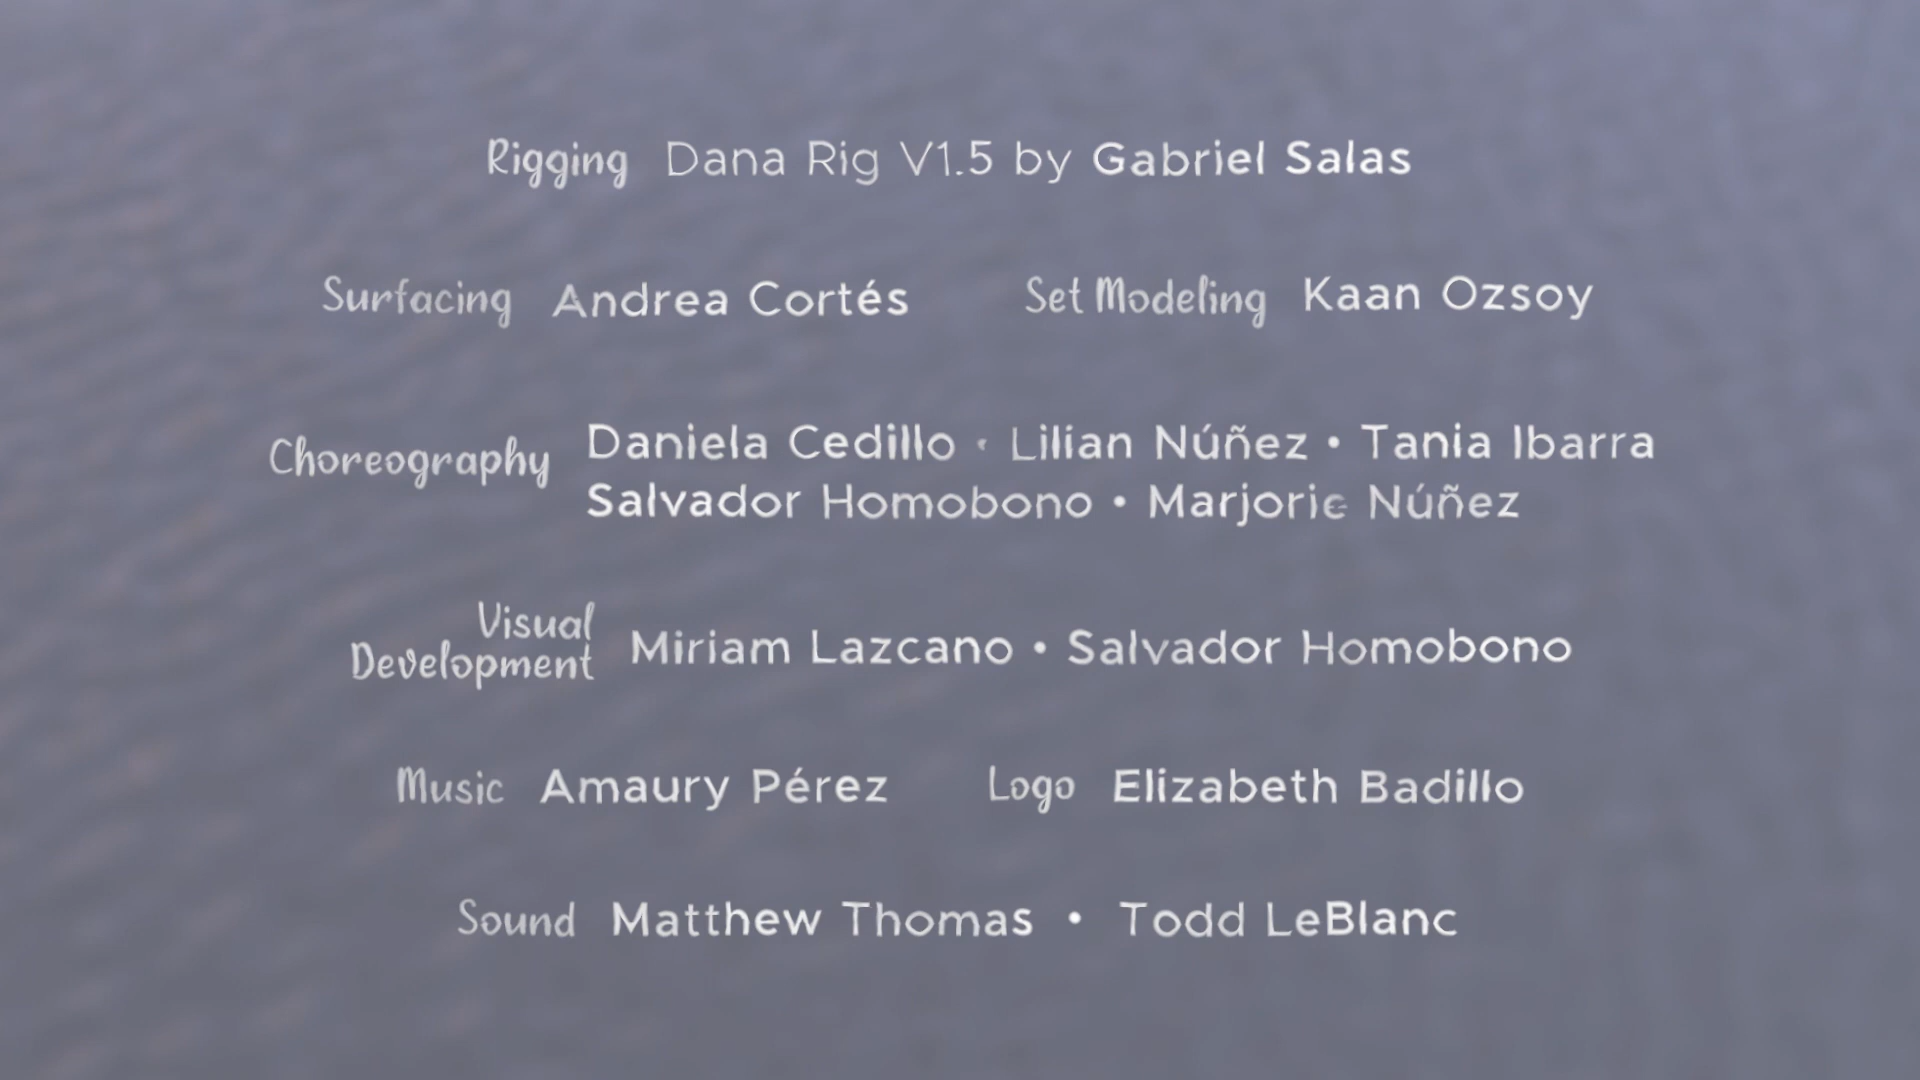 Rigging Dana Rig V1.5 by Gabriel Salas
Surfacing Andrea Cortés Set Modeling Kaan Ozsoy
Choreography Daniela Cedillo • Lilian Núñez • Tania Ibarra
Salvador Homobono • Marjorie Núñez
Visual
Development Miriam Lazcano • Salvador Homobono
Music Amaury Pérez Logo Elizabeth Badillo
Sound Matthew Thomas • Todd LeBlanc